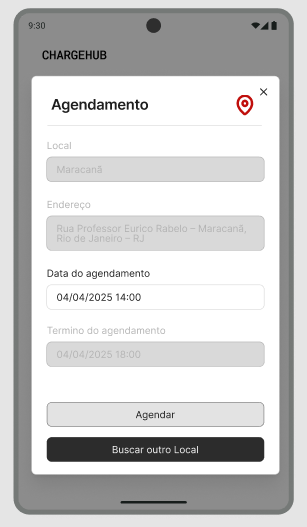 9:30
CHARGEHUB
Agendamento
Local
Maracanã
Endereço
Rua Professor Eurico Rabelo – Maracanã,
Rio de Janeiro – RJ
Data do agendamento
04/04/2025 14:00
Termino do agendamento
04/04/2025 18:00
Agendar
Buscar outro Local